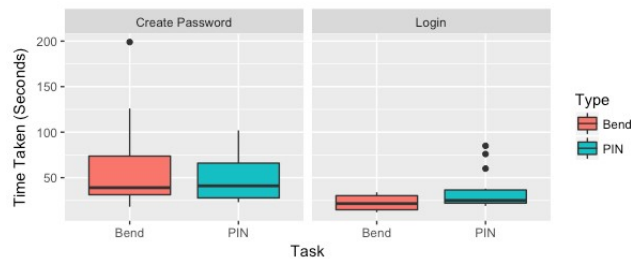 Create Password Login
200
150
100
50
Time Taken (Seconds)
Bend PIN Bend PIN
Task
Type
Bend
PIN